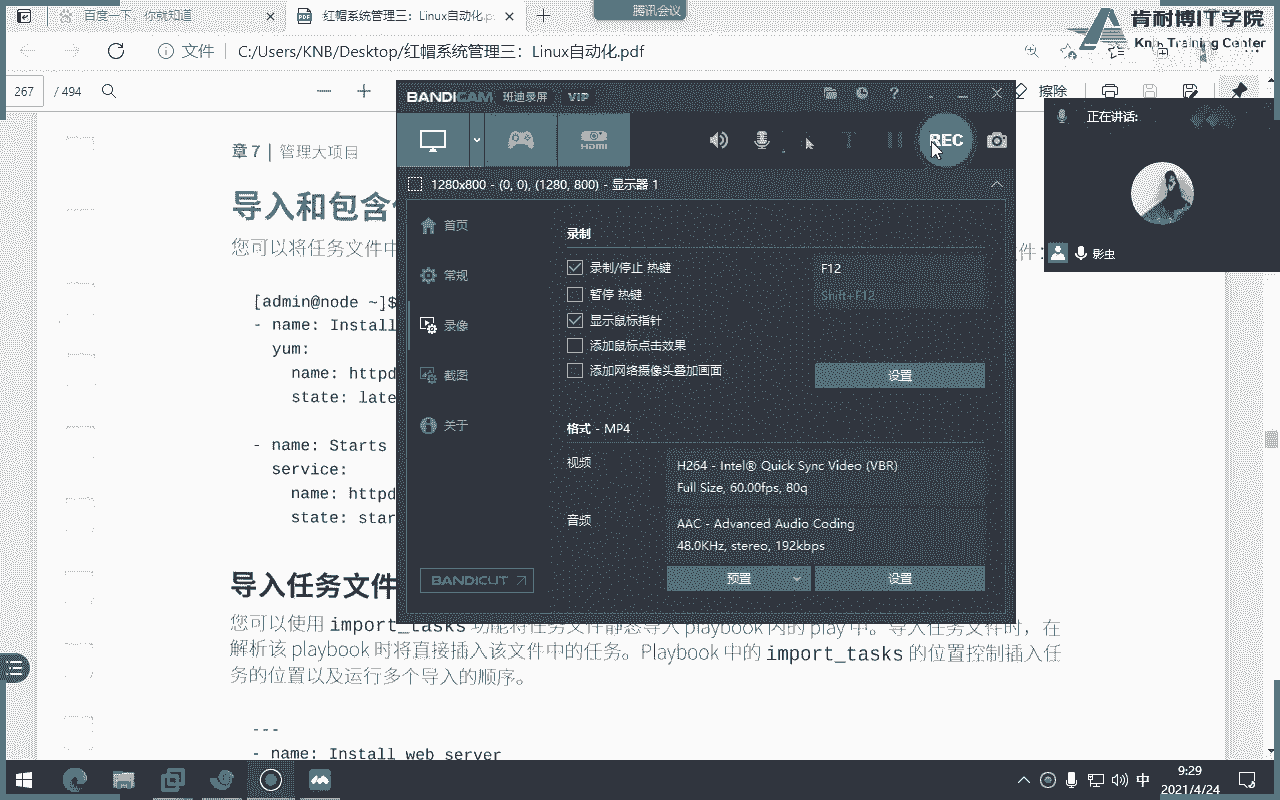 百度一下，你就知道
红帽系统管理三：Linux自动化.p
腾讯会议
肯耐博IT学院
Knb Training Center
文件
C:/Users/KNB/Desktop/红帽系统管理三：Linux自动化.pdf
267
/ 494
擦除
BANDICAM 班迪录屏 VIP
HDMI
REC
正在讲话:
影虫
1280x800 - (0, 0), (1280, 800) - 显示器 1
首页
常规
录像
截图
关于
BANDICUT
录制
录制/停止 热键
F12
暂停 热键
Shift+F12
显示鼠标指针
添加鼠标点击效果
添加网络摄像头叠加画面
设置
格式 - MP4
视频
H264 - Intel® Quick Sync Video (VBR)
Full Size, 60.00fps, 80q
音频
AAC - Advanced Audio Coding
48.0KHz, stereo, 192kbps
预置
设置
章 7 | 管理大项目
导入和包含
您可以将任务文件中
件：
[admin@node ~]$
- name: Install
yum:
name: httpd
state: late
- name: Starts
service:
name: httpd
state: star
导入任务文件
您可以使用 import_tasks 功能将任务文件静态导入 playbook 内的 play 中。导入任务文件时，在
解析该 playbook 时将直接插入该文件中的任务。Playbook 中的 import_tasks 的位置控制插入任
务的位置以及运行多个导入的顺序。
---
- name: Install web server
中
9:29
2021/4/24